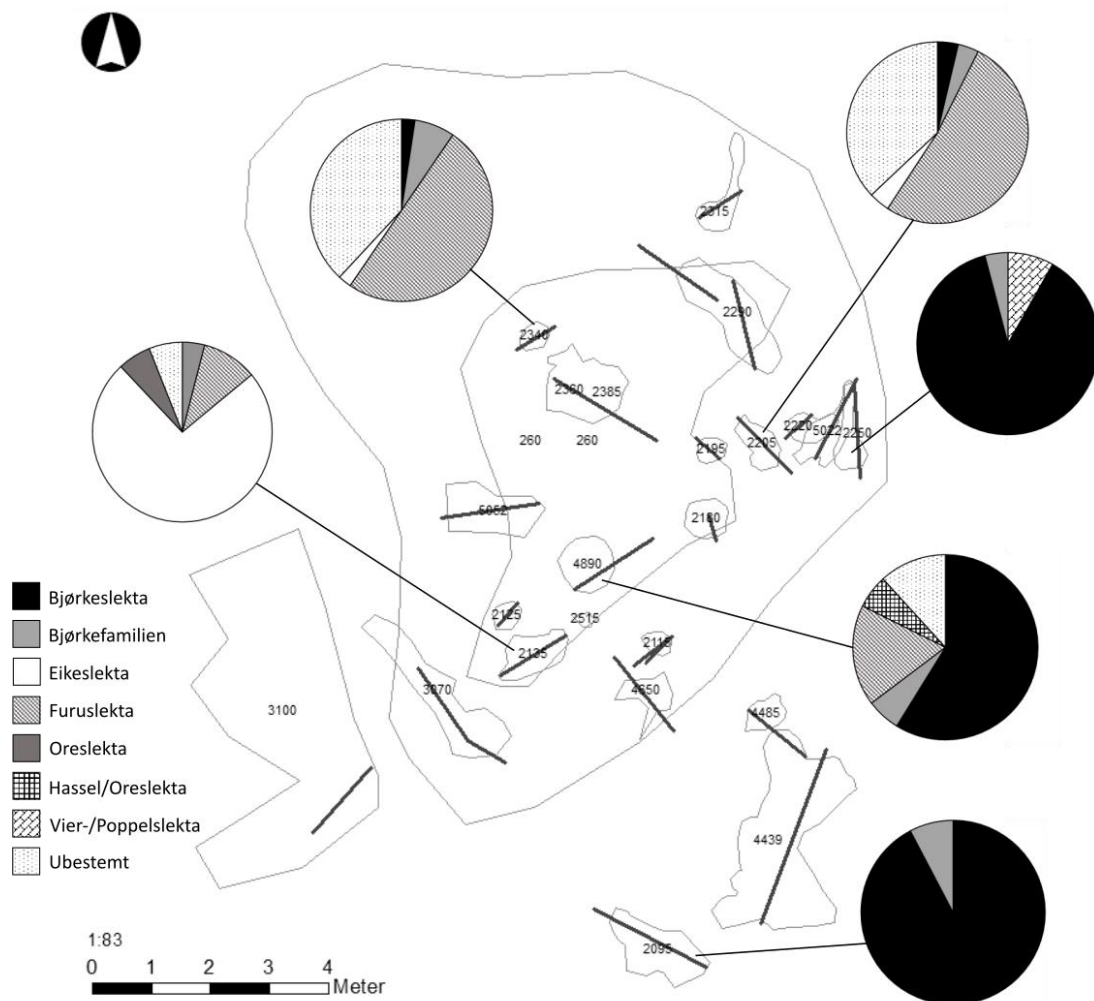 2315
2290
2340
2360
2385
2220
5022
2250
2205
2195
260
260
5052
2180
4890
2125
2515
2135
2115
4650
3070
3100
4485
4439
2095
Bjørkeslekta
Bjørkefamilien
Eikeslekta
Furuslekta
Oreslekta
Hassel/Oreslekta
Vier-/Poppelslekta
Ubestemt
1:83
0 1 2 3 4
Meter